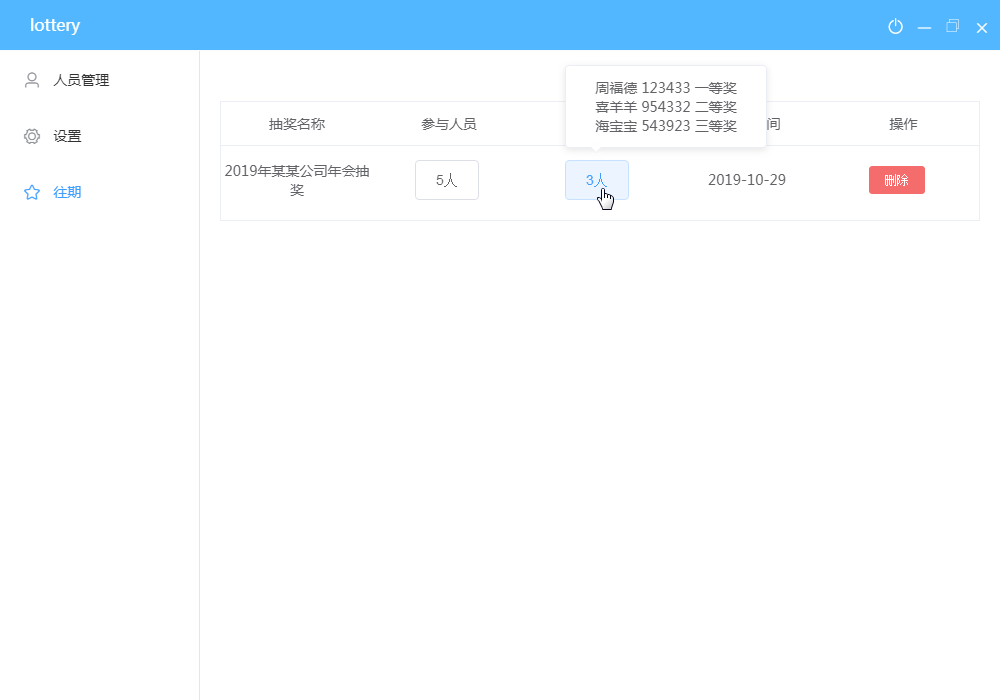 lottery
人员管理
设置
往期
周福德 123433 一等奖
喜羊羊 954332 二等奖
海宝宝 543923 三等奖
抽奖名称
参与人员
间
操作
2019年某某公司年会抽
奖
5人
3人
2019-10-29
删除